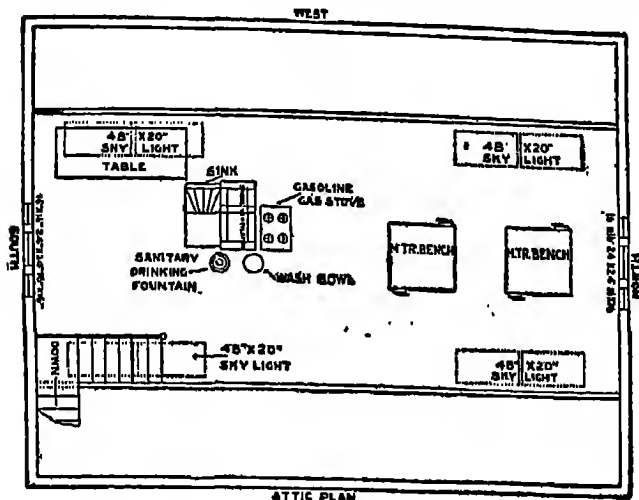 WEST
48" X20"
SKY LIGHT
TABLE
SINK
GASOLINE
GAS STOVE
48" X20"
SKY LIGHT
SOUTH
M.TR.BENCH
M.TR.BENCH
SANITARY
DRINKING
FOUNTAIN.
WASH BOWL
DOWN
48"X20"
SKY LIGHT
48" X20"
SKY LIGHT
ATTIC PLAN